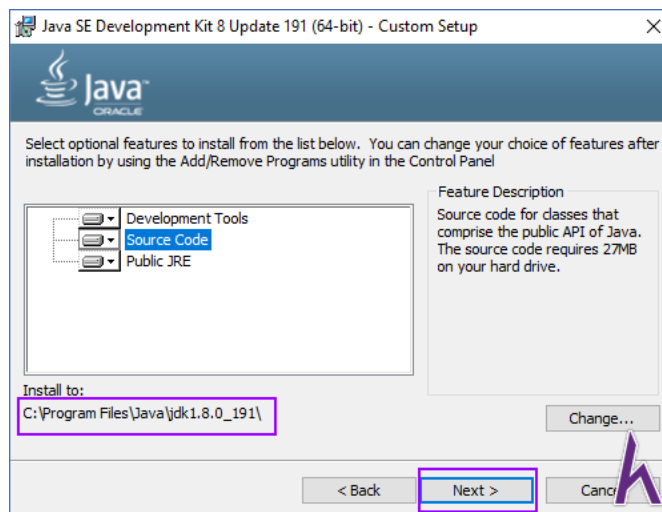 Java SE Development Kit 8 Update 191 (64-bit) - Custom Setup
Java
ORACLE
Select optional features to install from the list below. You can change your choice of features after
installation by using the Add/Remove Programs utility in the Control Panel
Development Tools
Source Code
Public JRE
Feature Description
Source code for classes that
comprise the public API of Java.
The source code requires 27MB
on your hard drive.
Install to:
C:\Program Files\Java\jdk1.8.0_191\
Change...
< Back
Next >
Canc